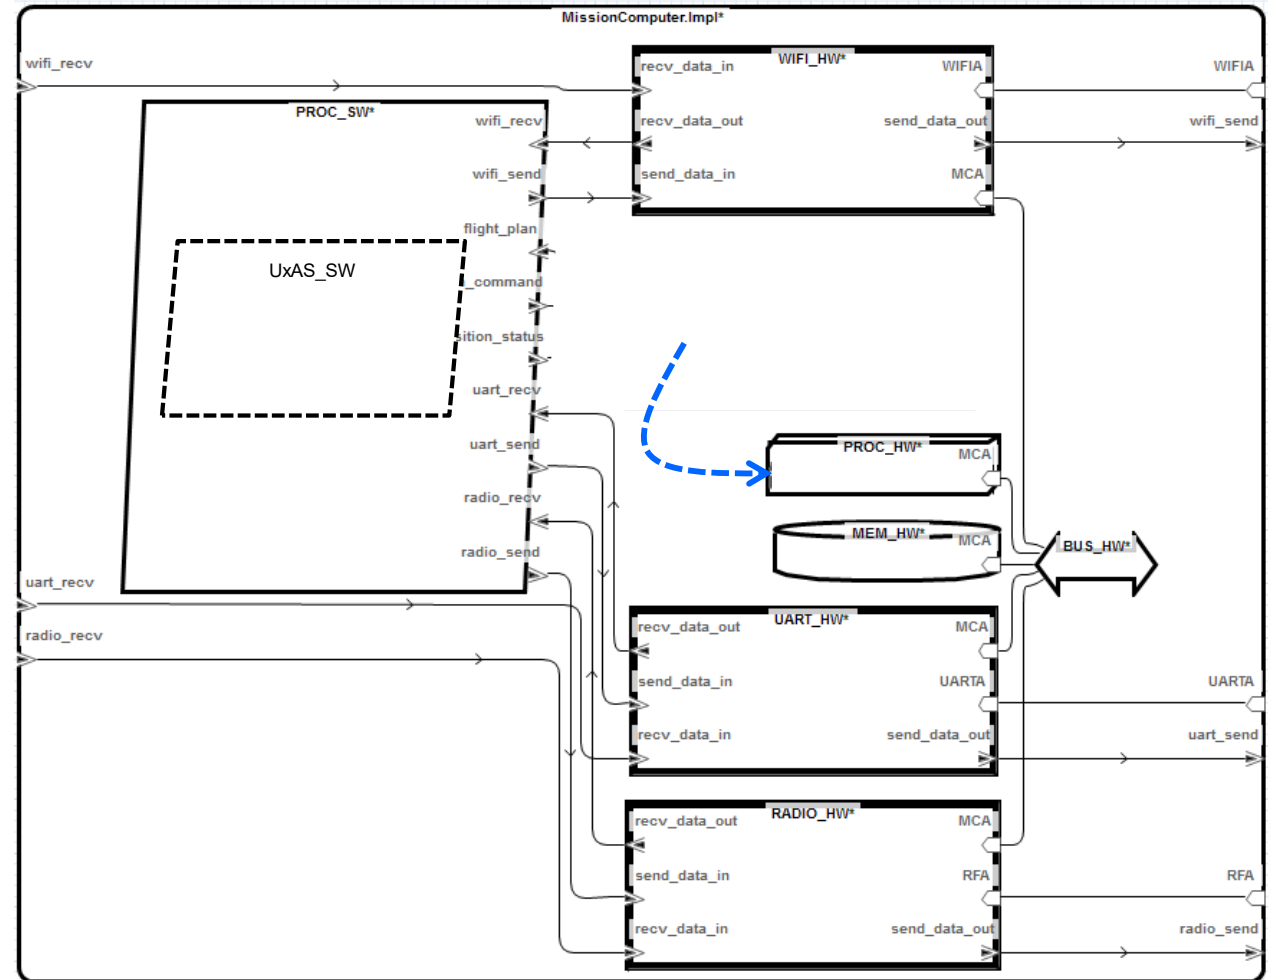 MissionComputer.Impl*
wifi_recv
PROC_SW*
wifi_recv
wifi_send
flight_plan
_command
sition_status
uart_recv
uart_send
radio_recv
radio_send
UxAS_SW
WIFI_HW*
recv_data_in
WIFIA
recv_data_out
send_data_out
send_data_in
MCA
WIFIA
wifi_send
PROC_HW*
MCA
MEM_HW*
MCA
BUS_HW*
uart_recv
radio_recv
UART_HW*
recv_data_out
MCA
send_data_in
UARTA
recv_data_in
send_data_out
UARTA
uart_send
RADIO_HW*
recv_data_out
MCA
send_data_in
RFA
recv_data_in
send_data_out
RFA
radio_send